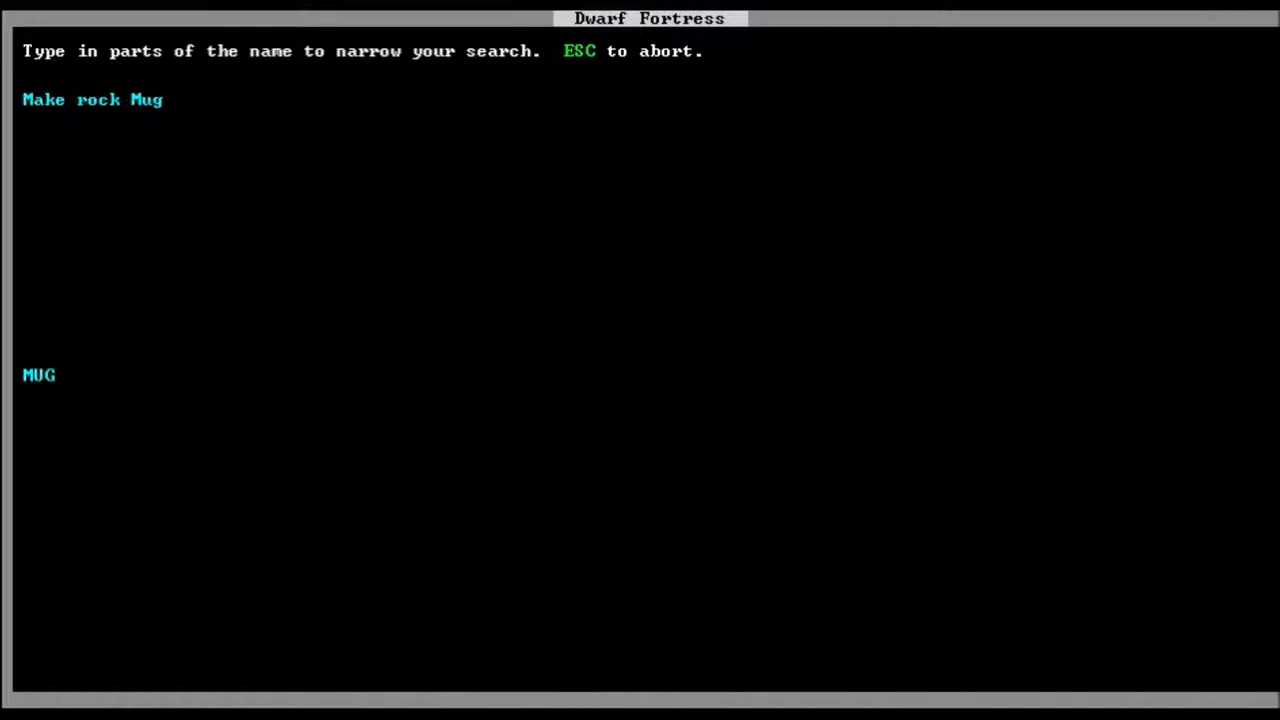 Dwarf Fortress
Type in parts of the name to narrow your search.  ESC to abort.
Make rock Mug
MUG